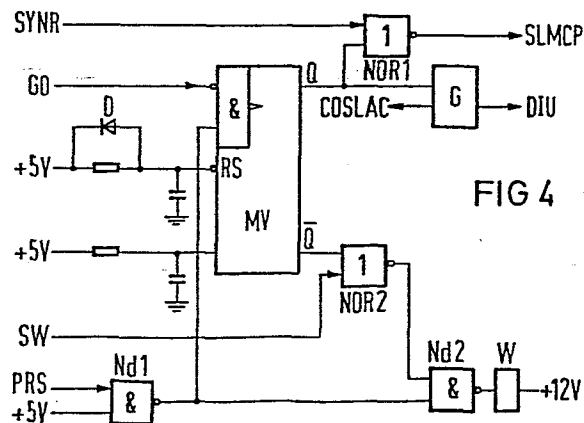 SYNR
1
SLMCP
NOR1
GD
&
Q
G
COSLAC
DIU
D
+5V
RS
FIG 4
MV
+5V
Q̅
1
NOR2
SW
Nd1
Nd2
W
PRS
+5V
&
&
+12V